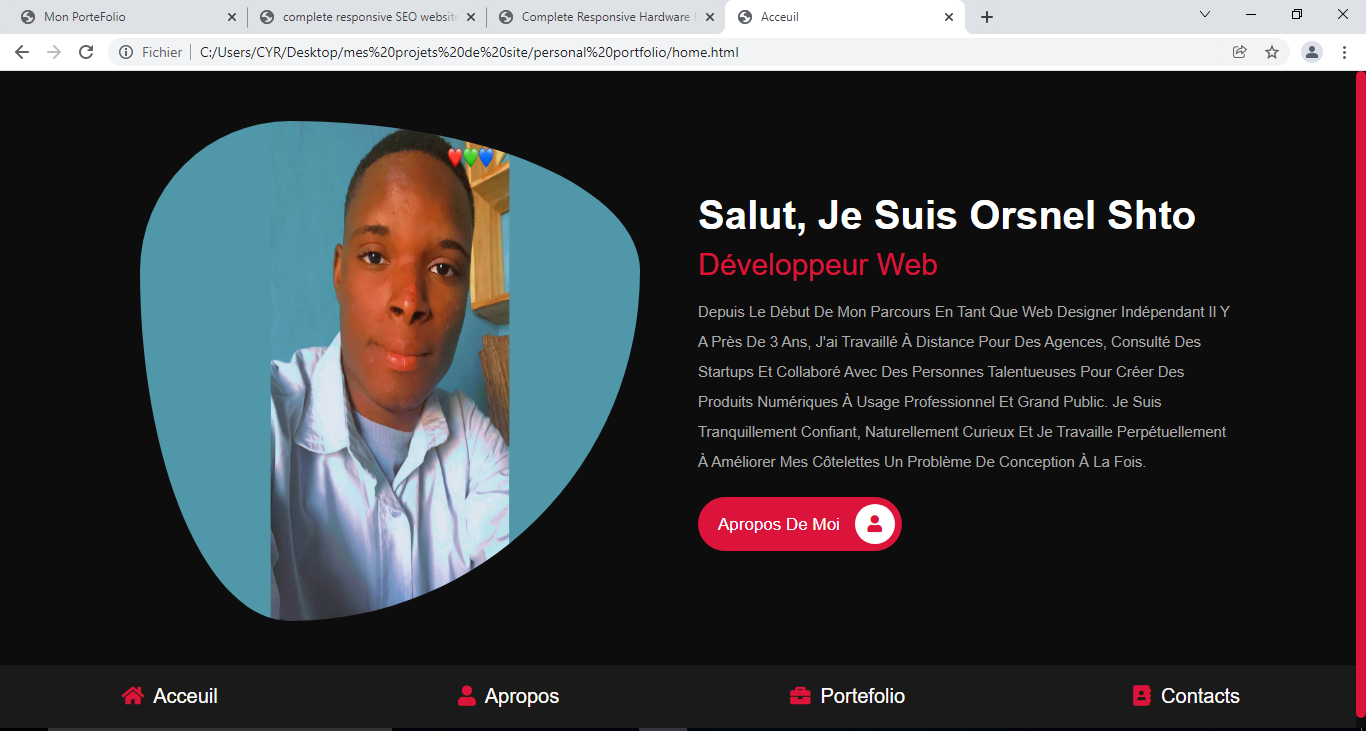 Mon PorteFolio
complete responsive SEO website
Complete Responsive Hardware
Acceuil
Fichier
C:/Users/CYR/Desktop/mes%20projets%20de%20site/personal%20portfolio/home.html
Salut, Je Suis Orsnel Shto
Développeur Web
Depuis Le Début De Mon Parcours En Tant Que Web Designer Indépendant Il Y
A Près De 3 Ans, J'ai Travaillé À Distance Pour Des Agences, Consulté Des
Startups Et Collaboré Avec Des Personnes Talentueuses Pour Créer Des
Produits Numériques À Usage Professionnel Et Grand Public. Je Suis
Tranquillement Confiant, Naturellement Curieux Et Je Travaille Perpétuellement
À Améliorer Mes Côtelettes Un Problème De Conception À La Fois.
Apropos De Moi
Acceuil
Apropos
Portefolio
Contacts